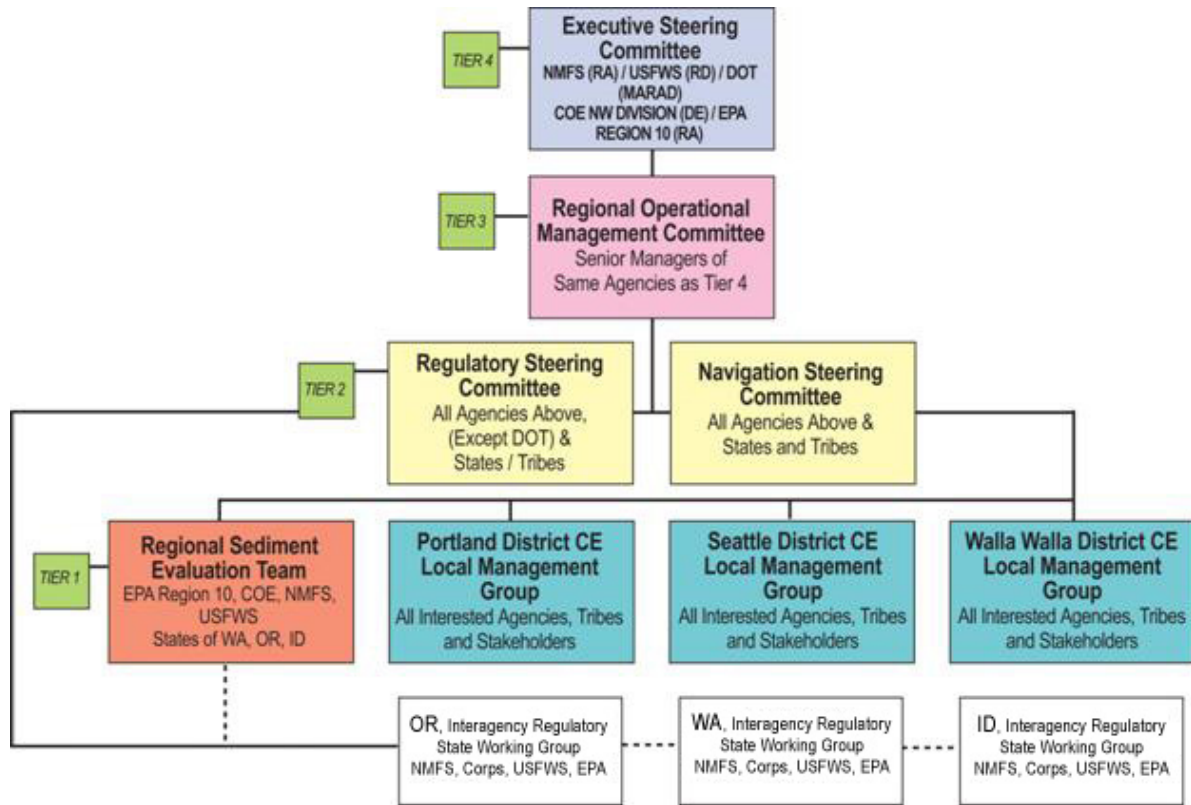 TIER 4
Executive Steering
Committee
NMFS (RA) / USFWS (RD) / DOT
(MARAD)
COE NW DIVISION (DE) / EPA
REGION 10 (RA)
TIER 3
Regional Operational
Management Committee
Senior Managers of
Same Agencies as Tier 4
TIER 2
Regulatory Steering
Committee
All Agencies Above,
(Except DOT) &
States / Tribes
Navigation Steering
Committee
All Agencies Above &
States and Tribes
TIER 1
Regional Sediment
Evaluation Team
EPA Region 10, COE, NMFS,
USFWS
States of WA, OR, ID
Portland District CE
Local Management
Group
All Interested Agencies, Tribes
and Stakeholders
Seattle District CE
Local Management
Group
All Interested Agencies, Tribes
and Stakeholders
Walla Walla District CE
Local Management
Group
All Interested Agencies, Tribes
and Stakeholders
OR, Interagency Regulatory
State Working Group
NMFS, Corps, USFWS, EPA
WA, Interagency Regulatory
State Working Group
NMFS, Corps, USFWS, EPA
ID, Interagency Regulatory
State Working Group
NMFS, Corps, USFWS, EPA